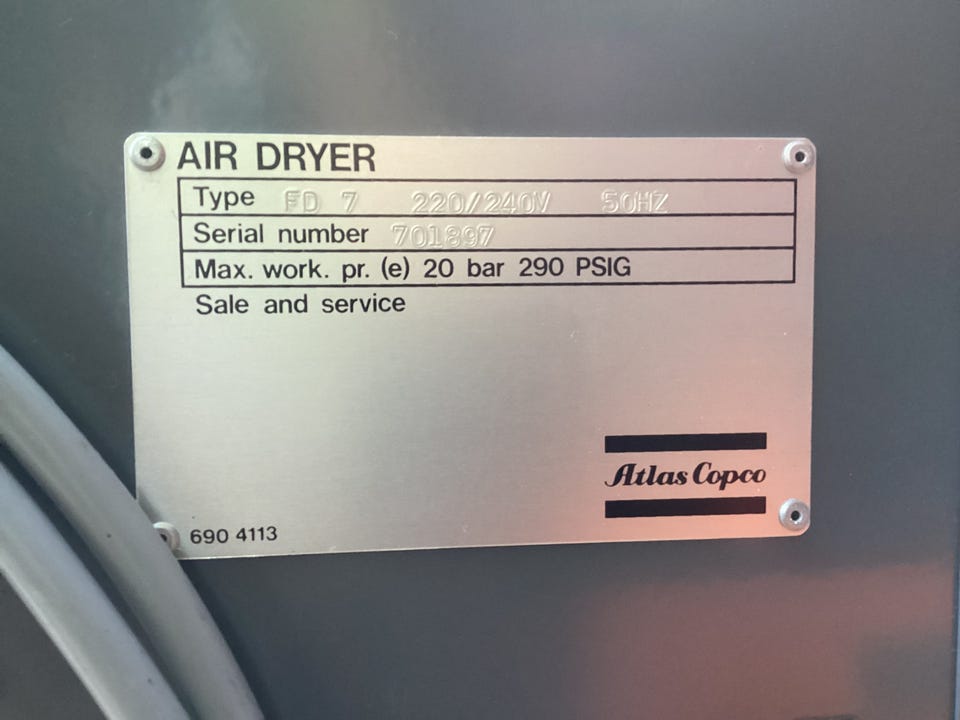 AIR DRYER
Type FD 7 220/240V 50HZ
Serial number 701897
Max. work. pr. (e) 20 bar 290 PSIG
Sale and service
Atlas Copco
690 4113